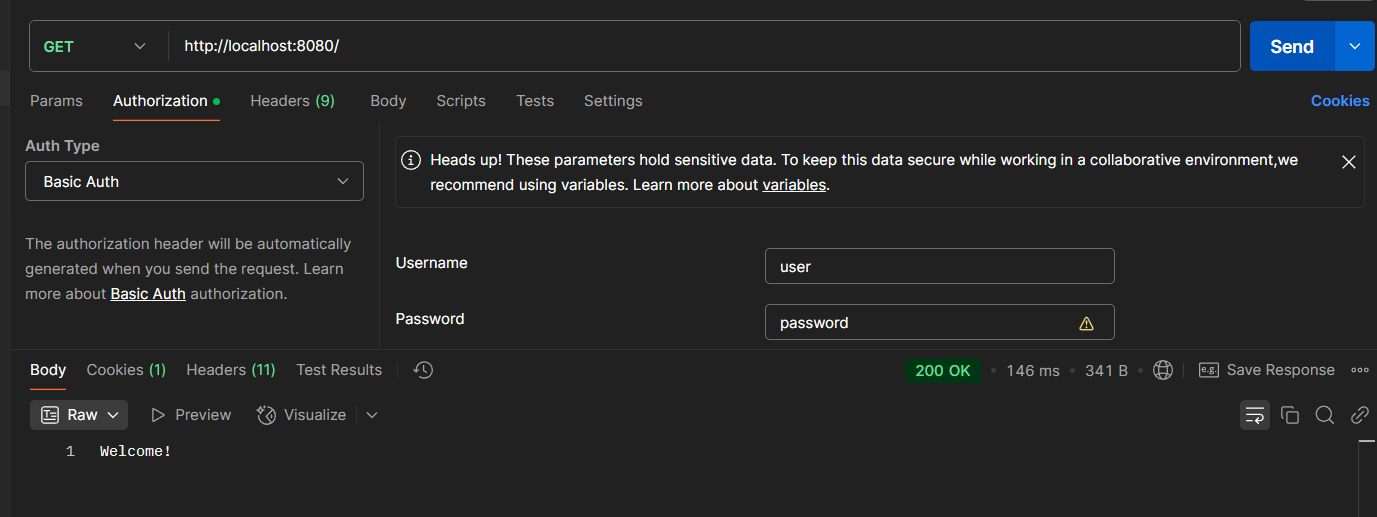 GET http://localhost:8080/ Send
Params Authorization Headers (9) Body Scripts Tests Settings Cookies
Auth Type
Basic Auth
The authorization header will be automatically
generated when you send the request. Learn
more about Basic Auth authorization.
Heads up! These parameters hold sensitive data. To keep this data secure while working in a collaborative environment,we
recommend using variables. Learn more about variables.
Username user
Password password
Body Cookies (1) Headers (11) Test Results 200 OK • 146 ms • 341 B • e.g. Save Response
Raw Preview Visualize
1 Welcome!